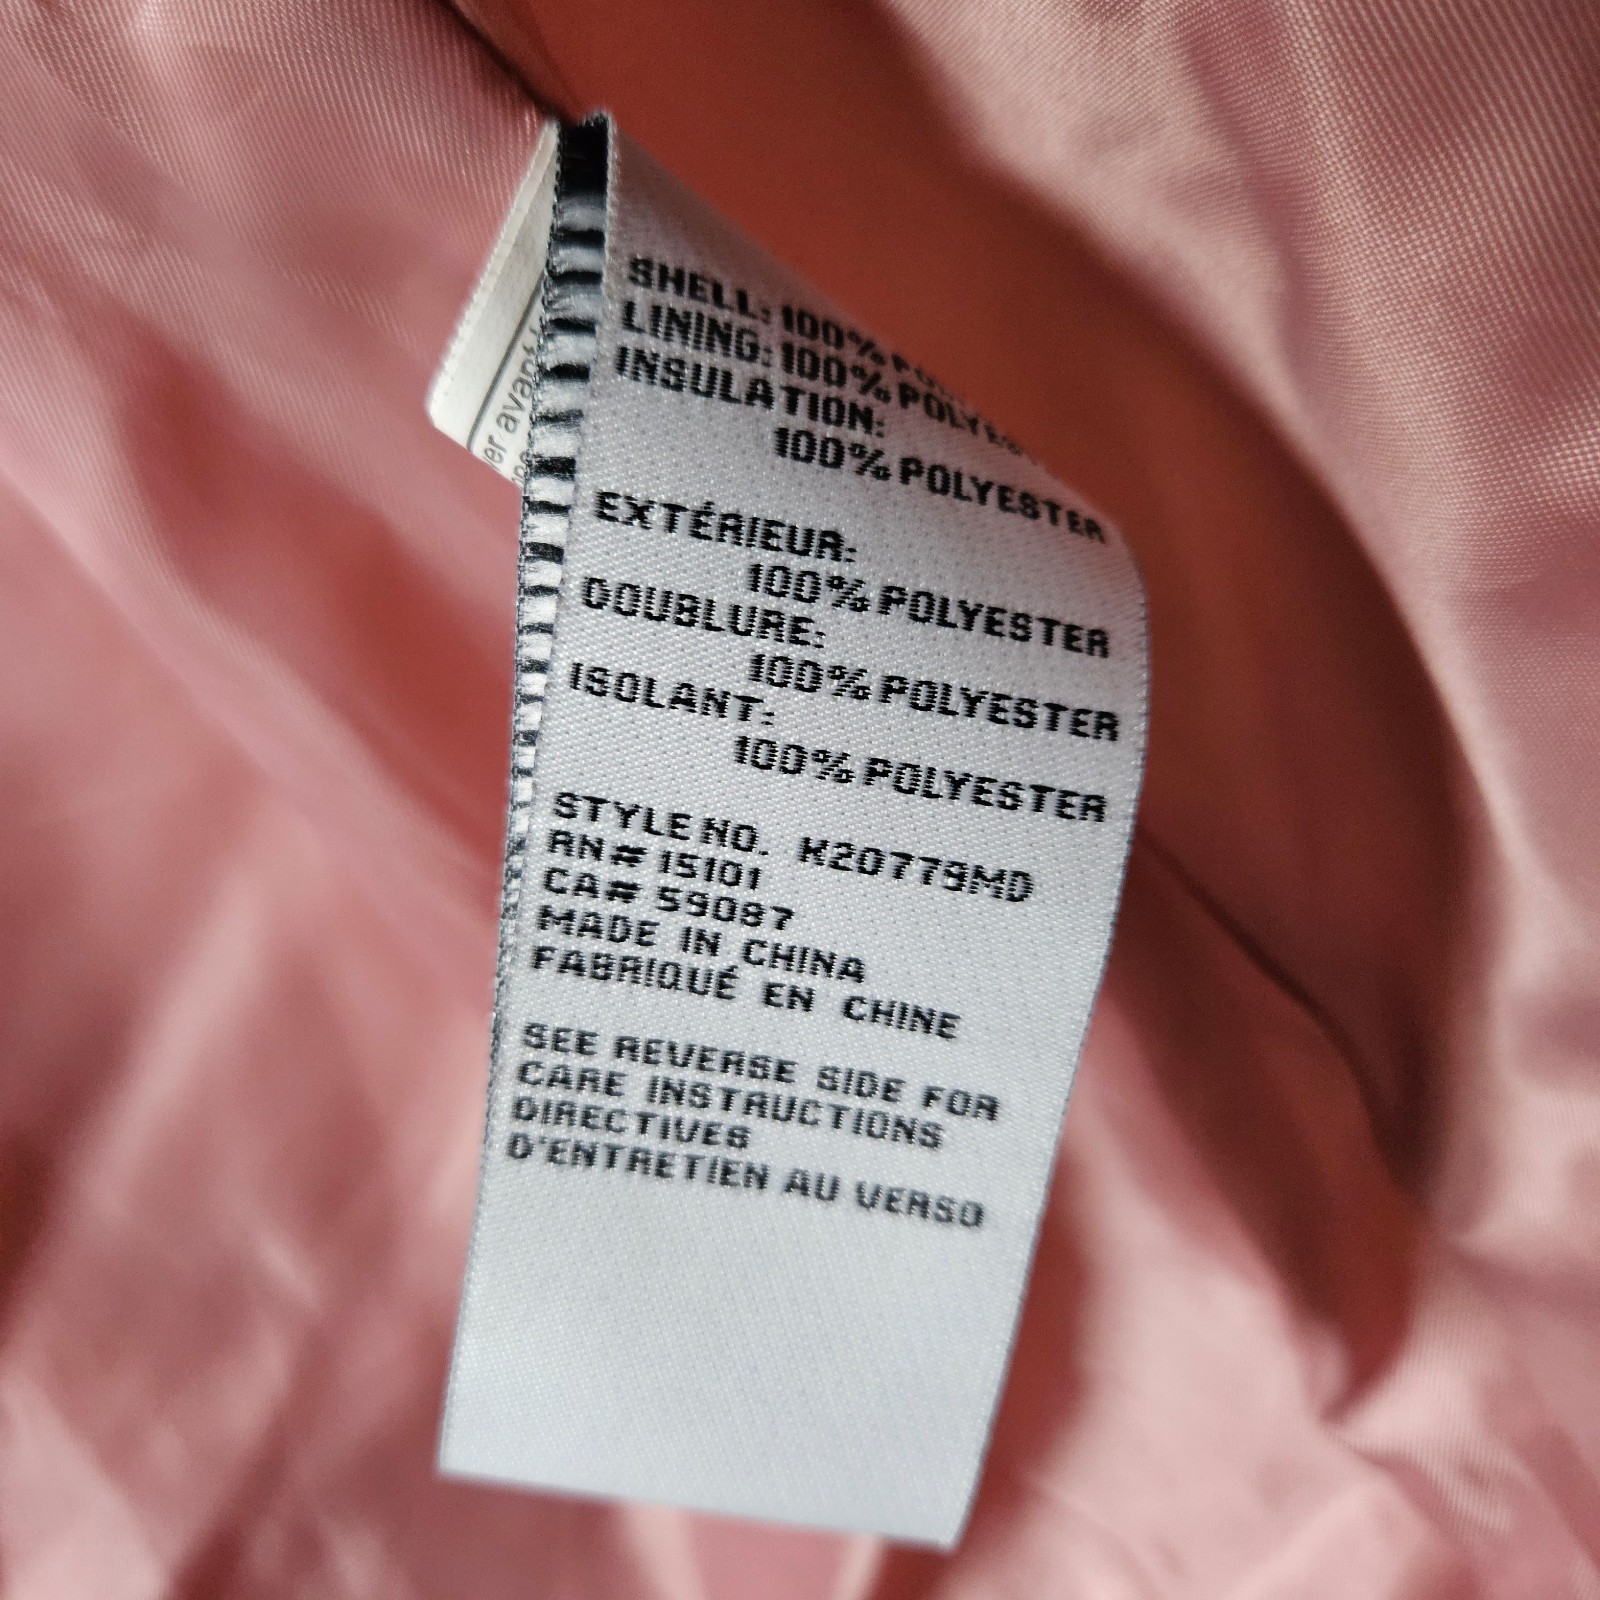 SHELL: 100%
LINING: 100% POLYES
INSULATION:
100% POLYESTER
EXTÉRIEUR:
100% POLYESTER
DOUBLURE:
100% POLYESTER
ISOLANT:
100% POLYESTER
STYLE NO. K20779MD
RN# 15101
CA# 59087
MADE IN CHINA
FABRIQUÉ EN CHINE
SEE REVERSE SIDE FOR
CARE INSTRUCTIONS
DIRECTIVES
D'ENTRETIEN AU VERSO
avant